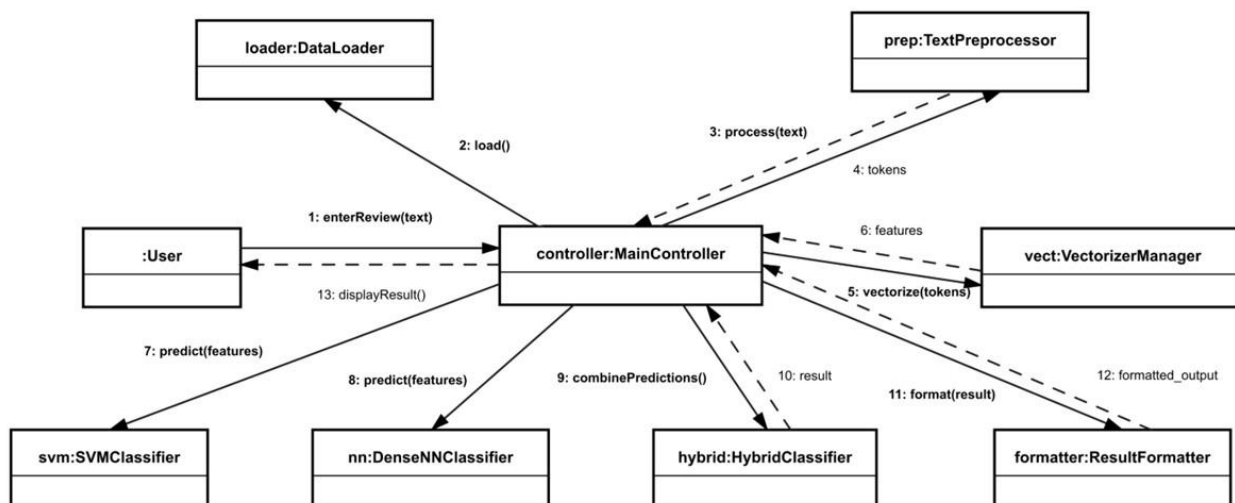 loader:DataLoader
prep:TextPreprocessor
3: process(text)
2: load()
4: tokens
1: enterReview(text)
6: features
:User
controller:MainController
vect:VectorizerManager
13: displayResult()
5: vectorize(tokens)
7: predict(features)
8: predict(features)
9: combinePredictions()
10: result
12: formatted_output
11: format(result)
svm:SVMClassifier
nn:DenseNNClassifier
hybrid:HybridClassifier
formatter:ResultFormatter